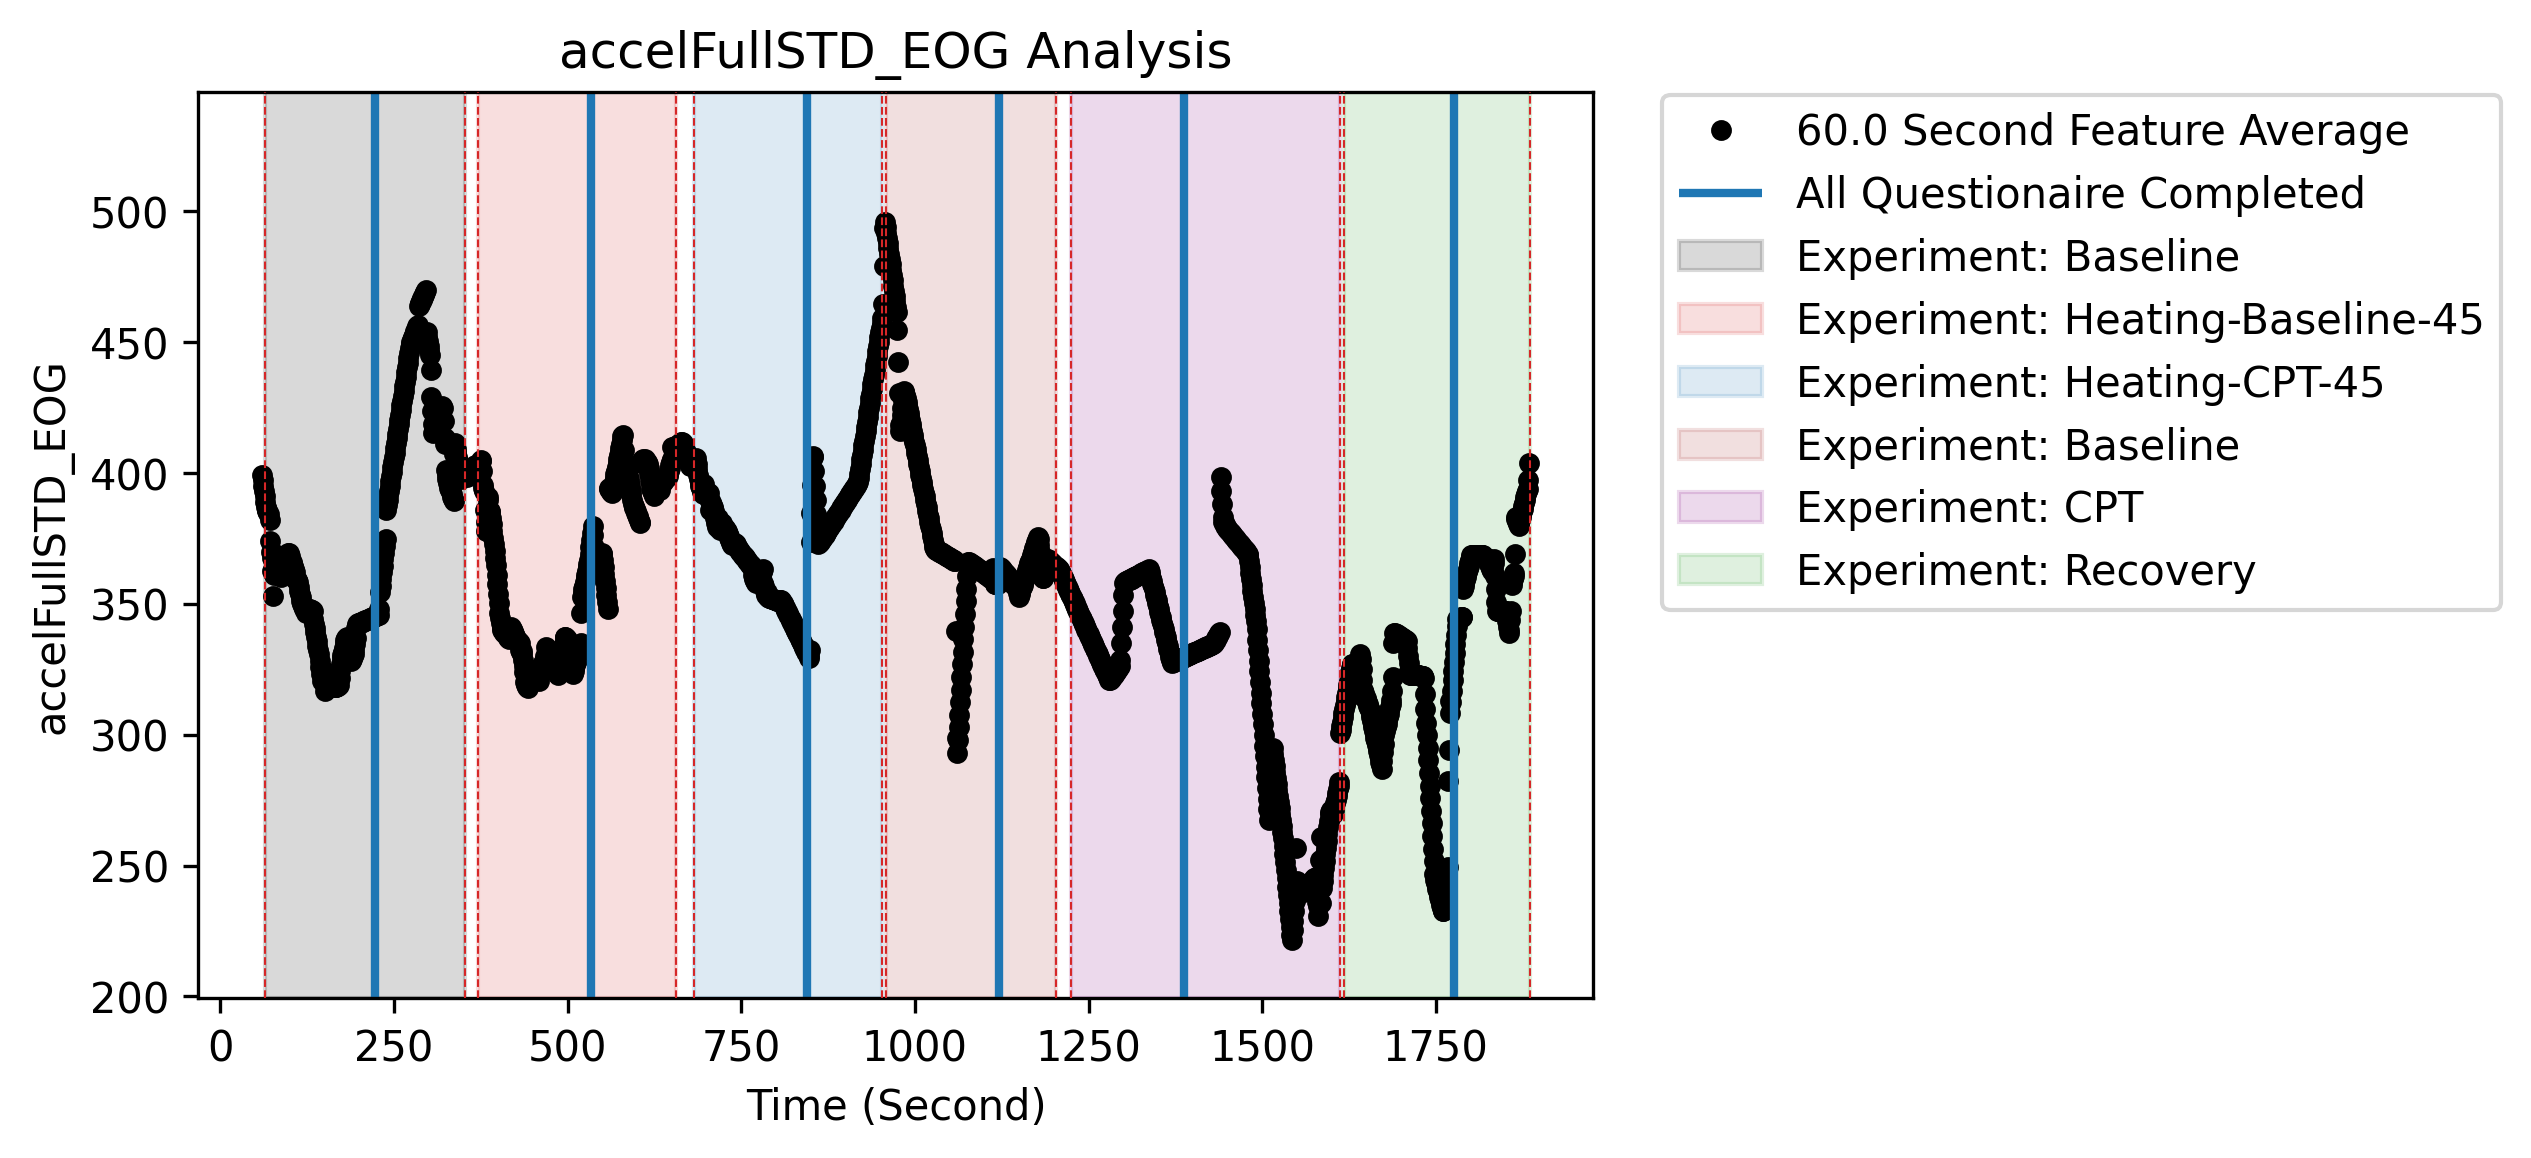 accelFullSTD_EOG Analysis
accelFullSTD_EOG
500
450
400
350
300
250
200
0 250 500 750 1000 1250 1500 1750
Time (Second)
60.0 Second Feature Average
All Questionaire Completed
Experiment: Baseline
Experiment: Heating-Baseline-45
Experiment: Heating-CPT-45
Experiment: Baseline
Experiment: CPT
Experiment: Recovery